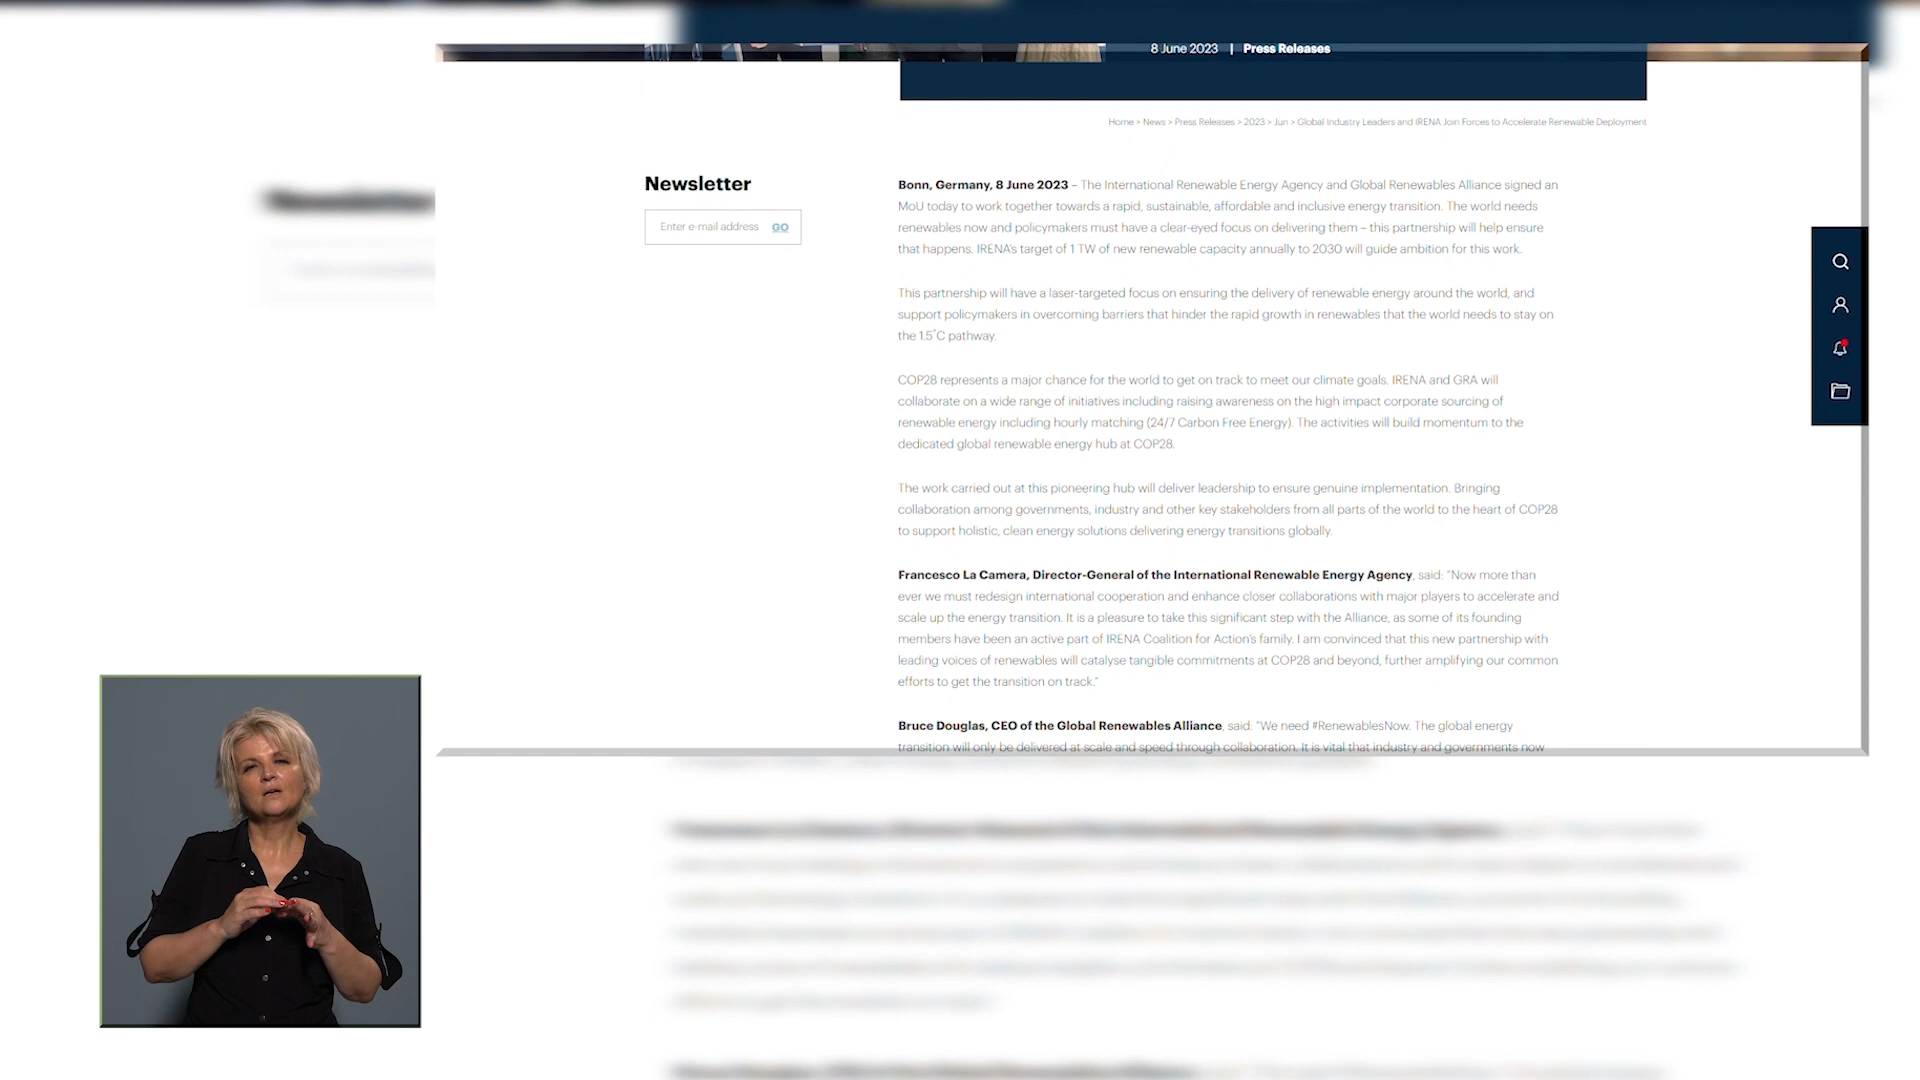 8 June 2023 | Press Releases
Home > News > Press Releases > 2023 > Jun > Global Industry Leaders and IRENA Join Forces to Accelerate Renewable Deployment
Newsletter
Enter e-mail address GO
Bonn, Germany, 8 June 2023 – The International Renewable Energy Agency and Global Renewables Alliance signed an
MoU today to work together towards a rapid, sustainable, affordable and inclusive energy transition. The world needs
renewables now and policymakers must have a clear-eyed focus on delivering them – this partnership will help ensure
that happens. IRENA's target of 1 TW of new renewable capacity annually to 2030 will guide ambition for this work.
This partnership will have a laser-targeted focus on ensuring the delivery of renewable energy around the world, and
support policymakers in overcoming barriers that hinder the rapid growth in renewables that the world needs to stay on
the 1.5°C pathway.
COP28 represents a major chance for the world to get on track to meet our climate goals. IRENA and GRA will
collaborate on a wide range of initiatives including raising awareness on the high impact corporate sourcing of
renewable energy including hourly matching (24/7 Carbon Free Energy). The activities will build momentum to the
dedicated global renewable energy hub at COP28.
The work carried out at this pioneering hub will deliver leadership to ensure genuine implementation. Bringing
collaboration among governments, industry and other key stakeholders from all parts of the world to the heart of COP28
to support holistic, clean energy solutions delivering energy transitions globally.
Francesco La Camera, Director-General of the International Renewable Energy Agency, said: "Now more than
ever we must redesign international cooperation and enhance closer collaborations with major players to accelerate and
scale up the energy transition. It is a pleasure to take this significant step with the Alliance, as some of its founding
members have been an active part of IRENA Coalition for Action's family. I am convinced that this new partnership with
leading voices of renewables will catalyse tangible commitments at COP28 and beyond, further amplifying our common
efforts to get the transition on track."
Bruce Douglas, CEO of the Global Renewables Alliance, said: "We need #RenewablesNow. The global energy
transition will only be delivered at scale and speed through collaboration. It is vital that industry and governments now